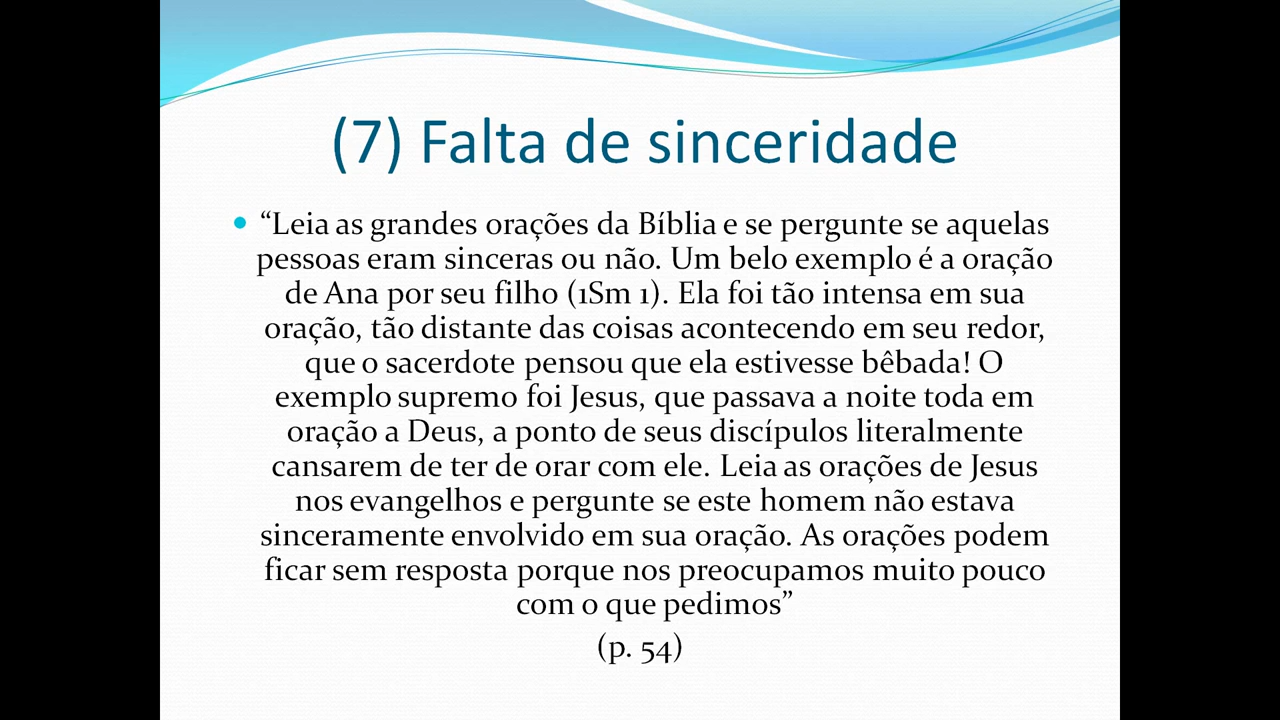 (7) Falta de sinceridade
• “Leia as grandes orações da Bíblia e se pergunte se aquelas
pessoas eram sinceras ou não. Um belo exemplo é a oração
de Ana por seu filho (1Sm 1). Ela foi tão intensa em sua
oração, tão distante das coisas acontecendo em seu redor,
que o sacerdote pensou que ela estivesse bêbada! O
exemplo supremo foi Jesus, que passava a noite toda em
oração a Deus, a ponto de seus discípulos literalmente
cansarem de ter de orar com ele. Leia as orações de Jesus
nos evangelhos e pergunte se este homem não estava
sinceramente envolvido em sua oração. As orações podem
ficar sem resposta porque nos preocupamos muito pouco
com o que pedimos”
(p. 54)